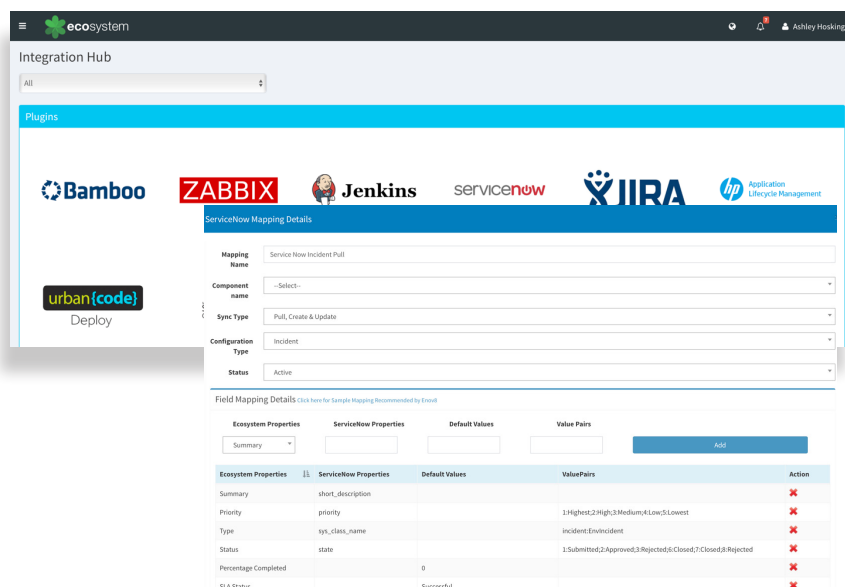 ecosystem
7
Ashley Hosking
Integration Hub
All
Plugins
Bamboo
ZABBIX
Jenkins
servicenow
JIRA
hp Application
Lifecycle Management
urban{code}
Deploy
ServiceNow Mapping Details
Mapping Name
Service Now Incident Pull
Component name
--Select--
Sync Type
Pull, Create & Update
Configuration Type
Incident
Status
Active
Field Mapping Details Click here for Sample Mapping Recommended by Enov8
Ecosystem Properties ServiceNow Properties Default Values Value Pairs
Summary Add
Ecosystem Properties ServiceNow Properties Default Values ValuePairs Action
Summary short_description
Priority priority 1:Highest;2:High;3:Medium;4:Low;5:Lowest
Type sys_class_name incident:EnvIncident
Status state 1:Submitted;2:Approved;3:Rejected;6:Closed;7:Closed;8:Rejected
Percentage Completed 0
SLA Status Successful